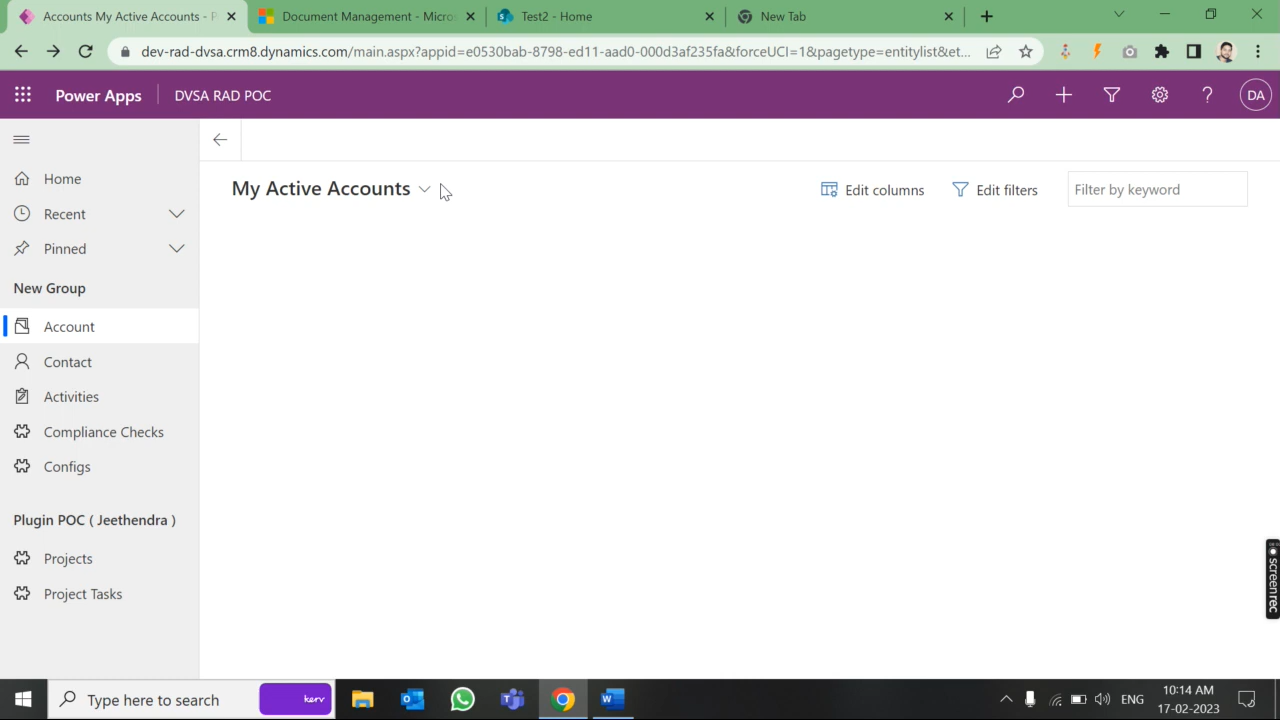 Accounts My Active Accounts - P
Document Management - Micros
Test2 - Home
New Tab
dev-rad-dvsa.crm8.dynamics.com/main.aspx?appid=e0530bab-8798-ed11-aad0-000d3af235fa&forceUCI=1&pagetype=entitylist&et...
Power Apps
DVSA RAD POC
DA
Home
My Active Accounts
Edit columns
Edit filters
Filter by keyword
Recent
Pinned
New Group
Account
Contact
Activities
Compliance Checks
Configs
Plugin POC ( Jeethendra )
Projects
Project Tasks
screenrec
Type here to search
kerv
ENG
10:14 AM
17-02-2023